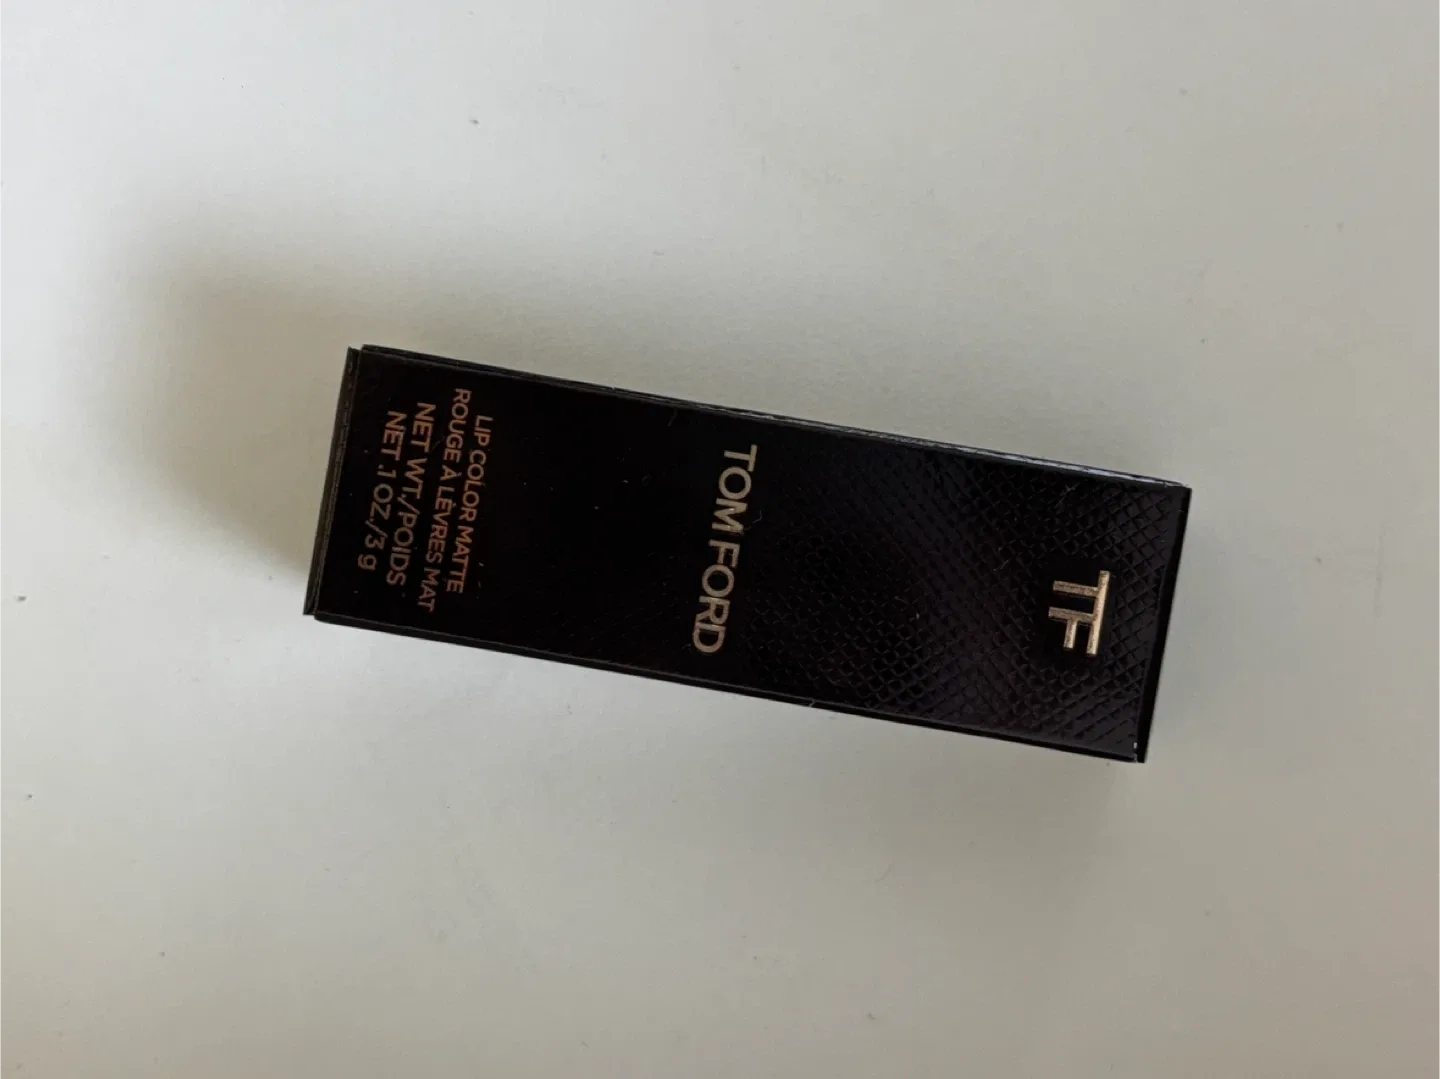 TF
TOM FORD
LIP COLOR MATTE
ROUGE À LÈVRES MAT
NET WT./POIDS
NET .1 OZ./3 g